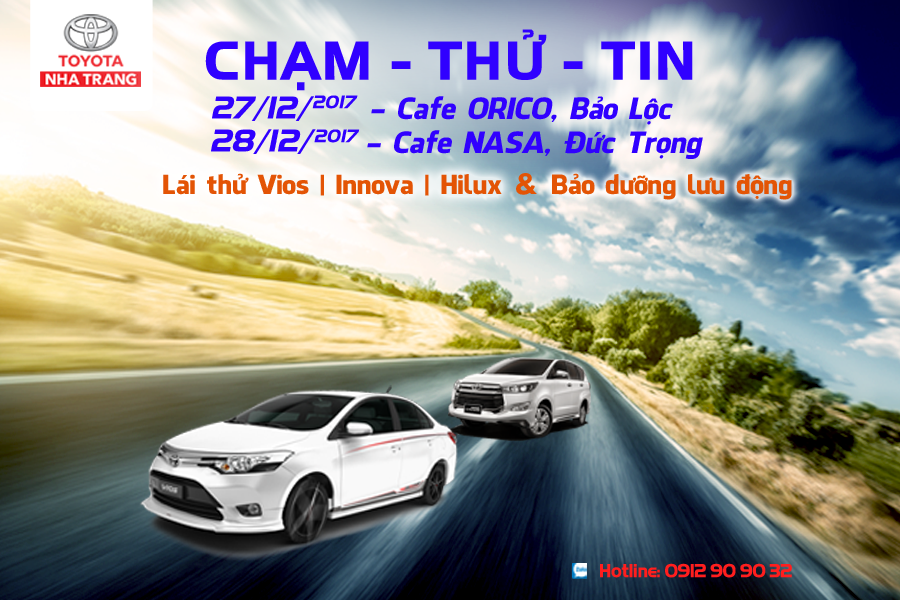 TOYOTA
NHA TRANG
CHẠM - THỬ - TIN
27/12/2017 - Cafe ORICO, Bảo Lộc
28/12/2017 - Cafe NASA, Đức Trọng
Lái thử Vios | Innova | Hilux & Bảo dưỡng lưu động
Zalo Hotline: 0912 90 90 32